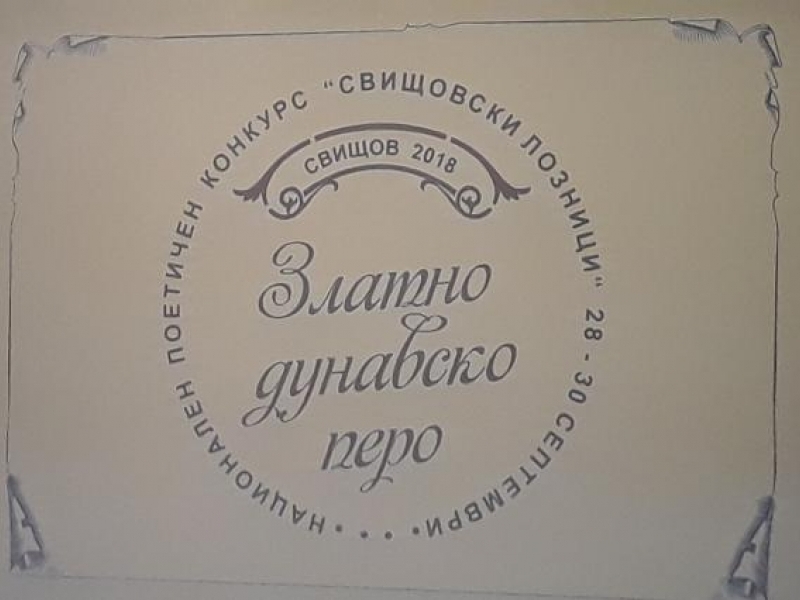 НАЦИОНАЛЕН ПОЕТИЧЕН КОНКУРС "СВИЩОВСКИ ЛОЗНИЦИ" 28 - 30 СЕПТЕМВРИ
СВИЩОВ 2018
Златно
дунавско
перо